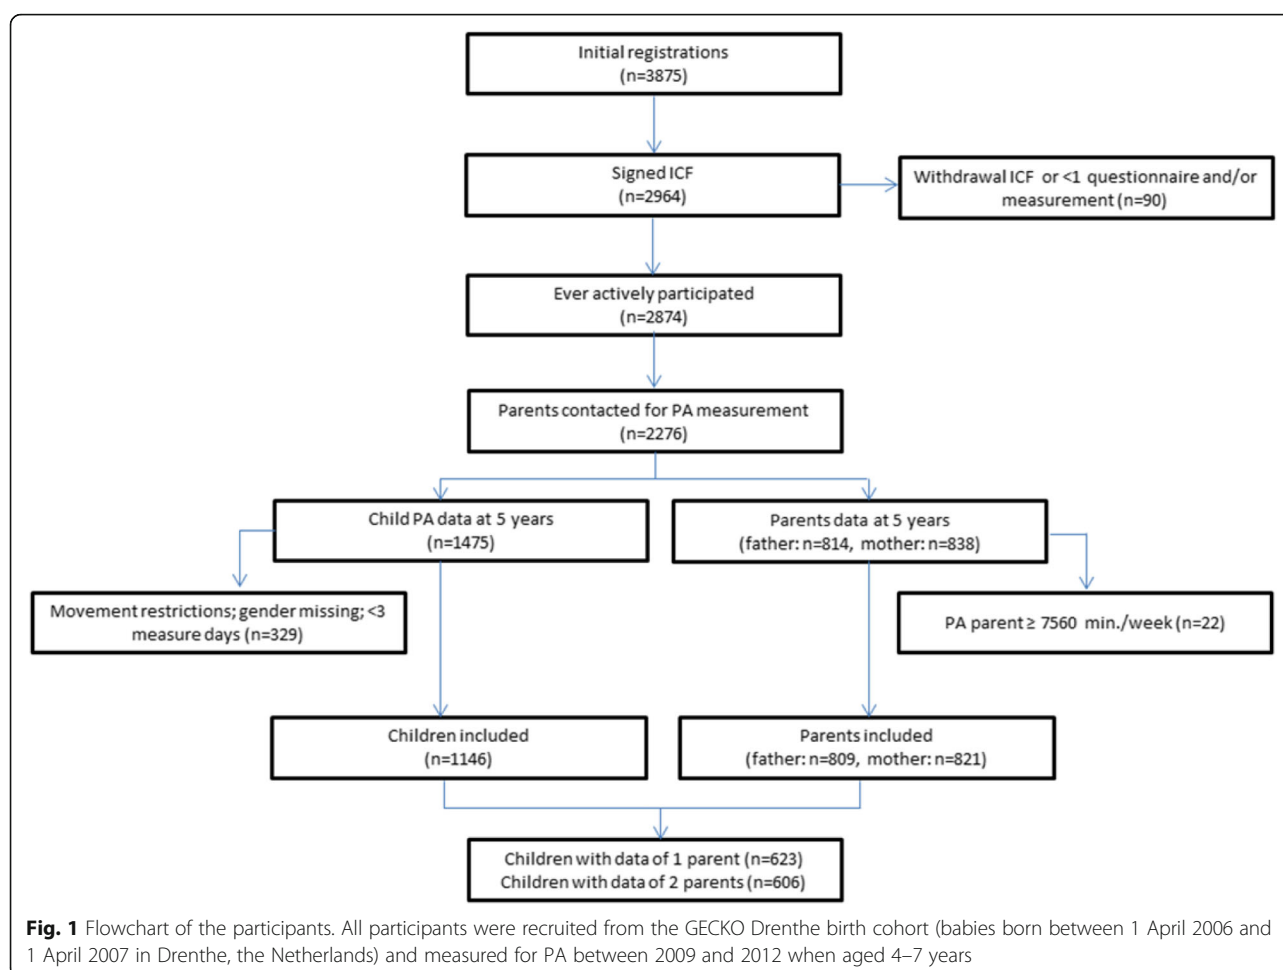 Initial registrations
(n=3875)
Signed ICF
(n=2964)
Withdrawal ICF or <1 questionnaire and/or
measurement (n=90)
Ever actively participated
(n=2874)
Parents contacted for PA measurement
(n=2276)
Child PA data at 5 years
(n=1475)
Parents data at 5 years
(father: n=814, mother: n=838)
Movement restrictions; gender missing; <3
measure days (n=329)
PA parent ≥ 7560 min./week (n=22)
Children included
(n=1146)
Parents included
(father: n=809, mother: n=821)
Children with data of 1 parent (n=623)
Children with data of 2 parents (n=606)
Fig. 1 Flowchart of the participants. All participants were recruited from the GECKO Drenthe birth cohort (babies born between 1 April 2006 and
1 April 2007 in Drenthe, the Netherlands) and measured for PA between 2009 and 2012 when aged 4–7 years